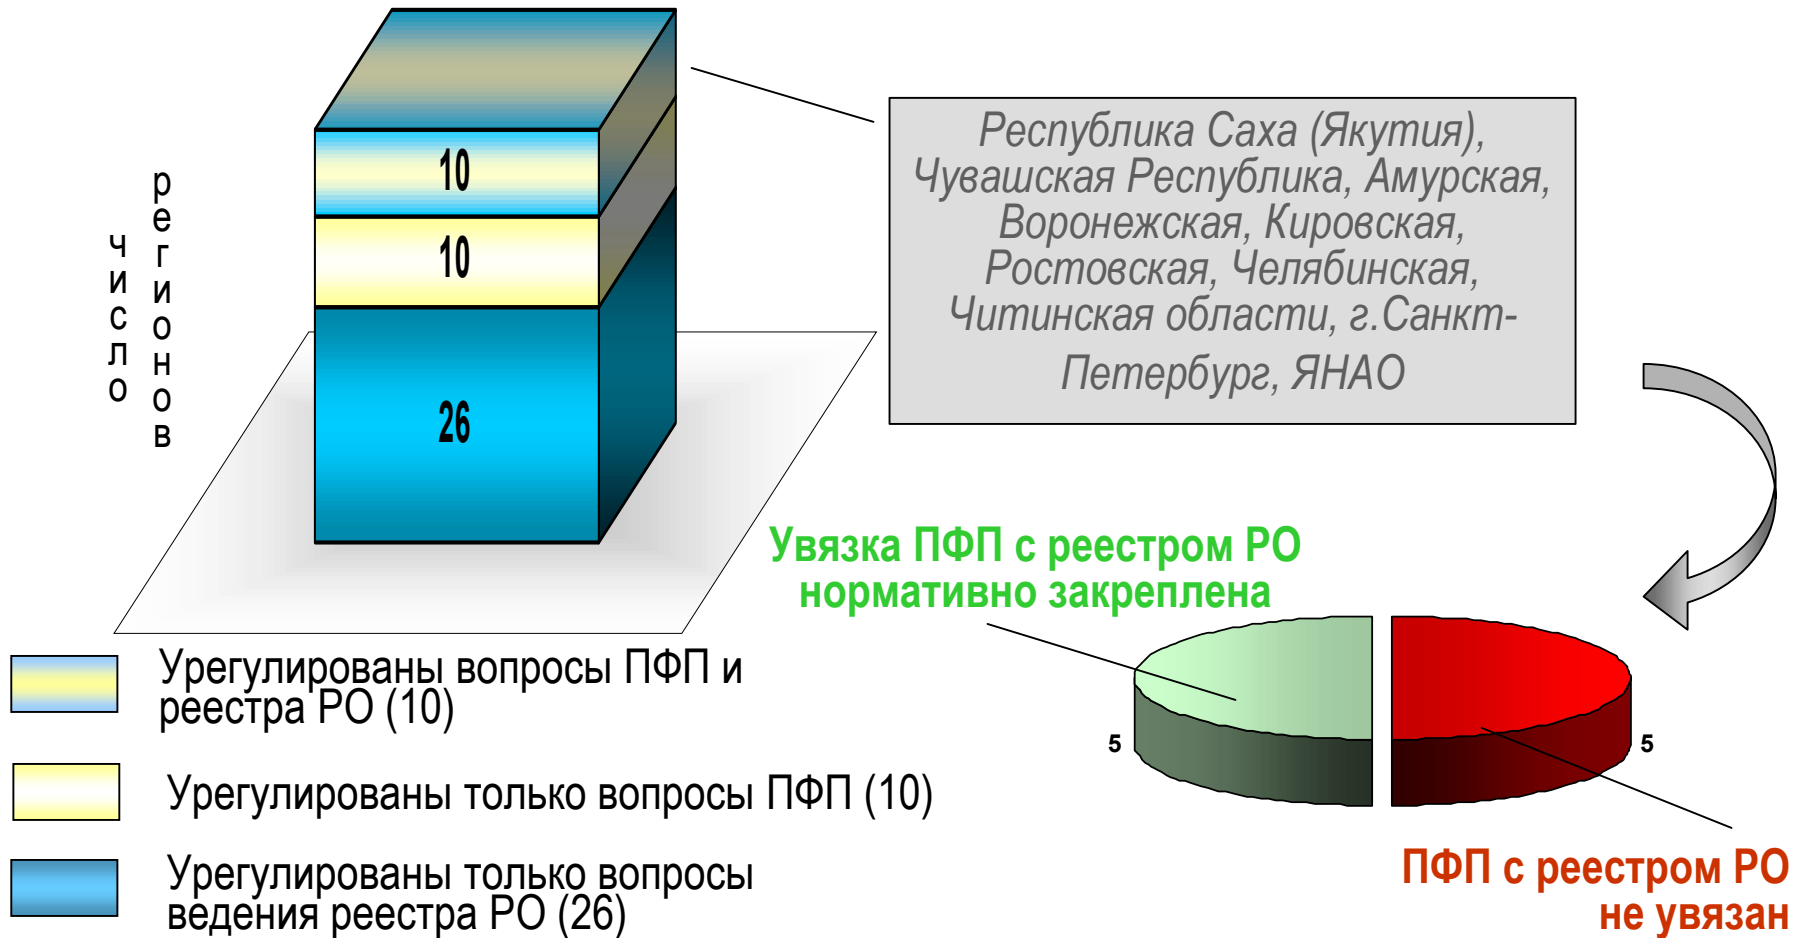 число
регионов
10
10
26
Республика Саха (Якутия),
Чувашская Республика, Амурская,
Воронежская, Кировская,
Ростовская, Челябинская,
Читинская области, г.Санкт-
Петербург, ЯНАО
Увязка ПФП с реестром РО
нормативно закреплена
5
5
ПФП с реестром РО
не увязан
Урегулированы вопросы ПФП и
реестра РО (10)
Урегулированы только вопросы ПФП (10)
Урегулированы только вопросы
ведения реестра РО (26)